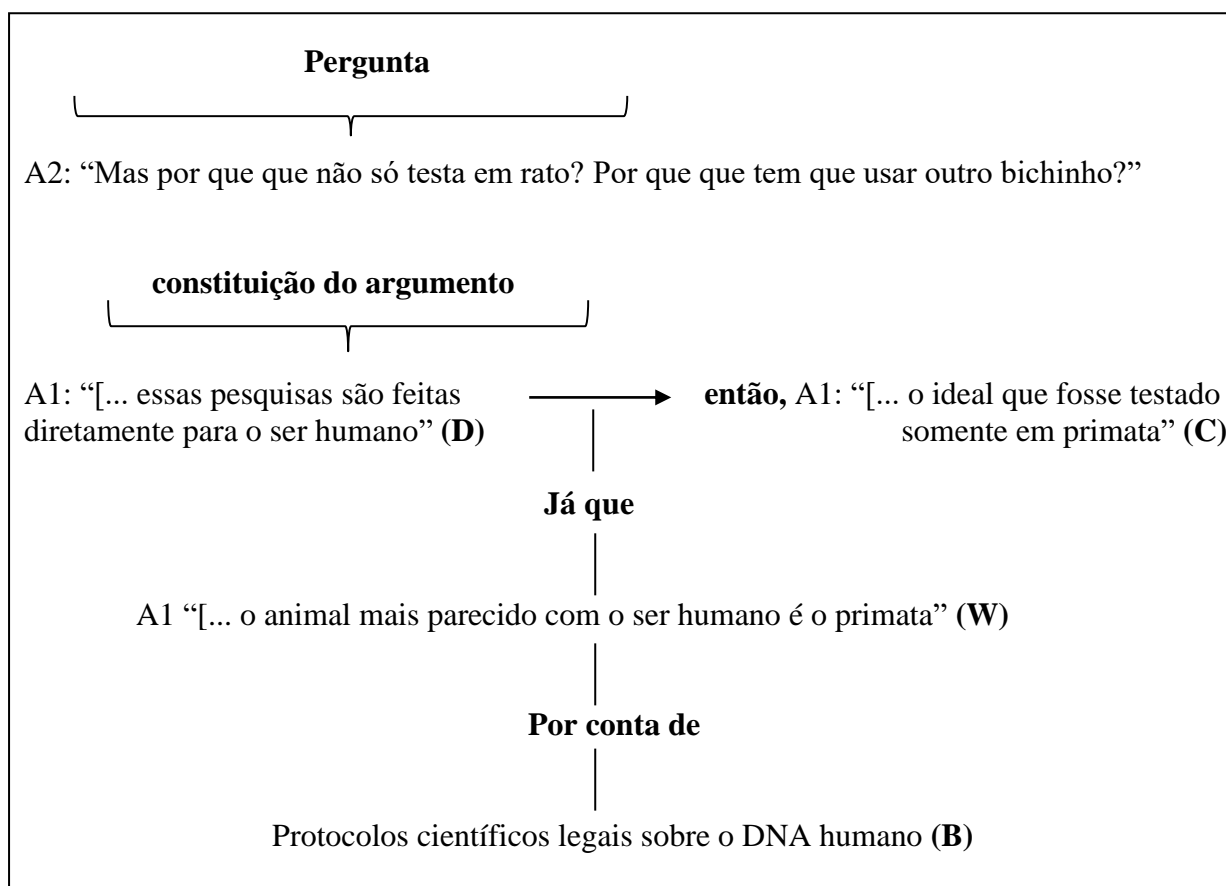 Pergunta
A2: “Mas por que que não só testa em rato? Por que que tem que usar outro bichinho?”
constituição do argumento
A1: “[... essas pesquisas são feitas
diretamente para o ser humano” (D)
então, A1: “[... o ideal que fosse testado
somente em primata” (C)
Já que
A1 “[... o animal mais parecido com o ser humano é o primata” (W)
Por conta de
Protocolos científicos legais sobre o DNA humano (B)